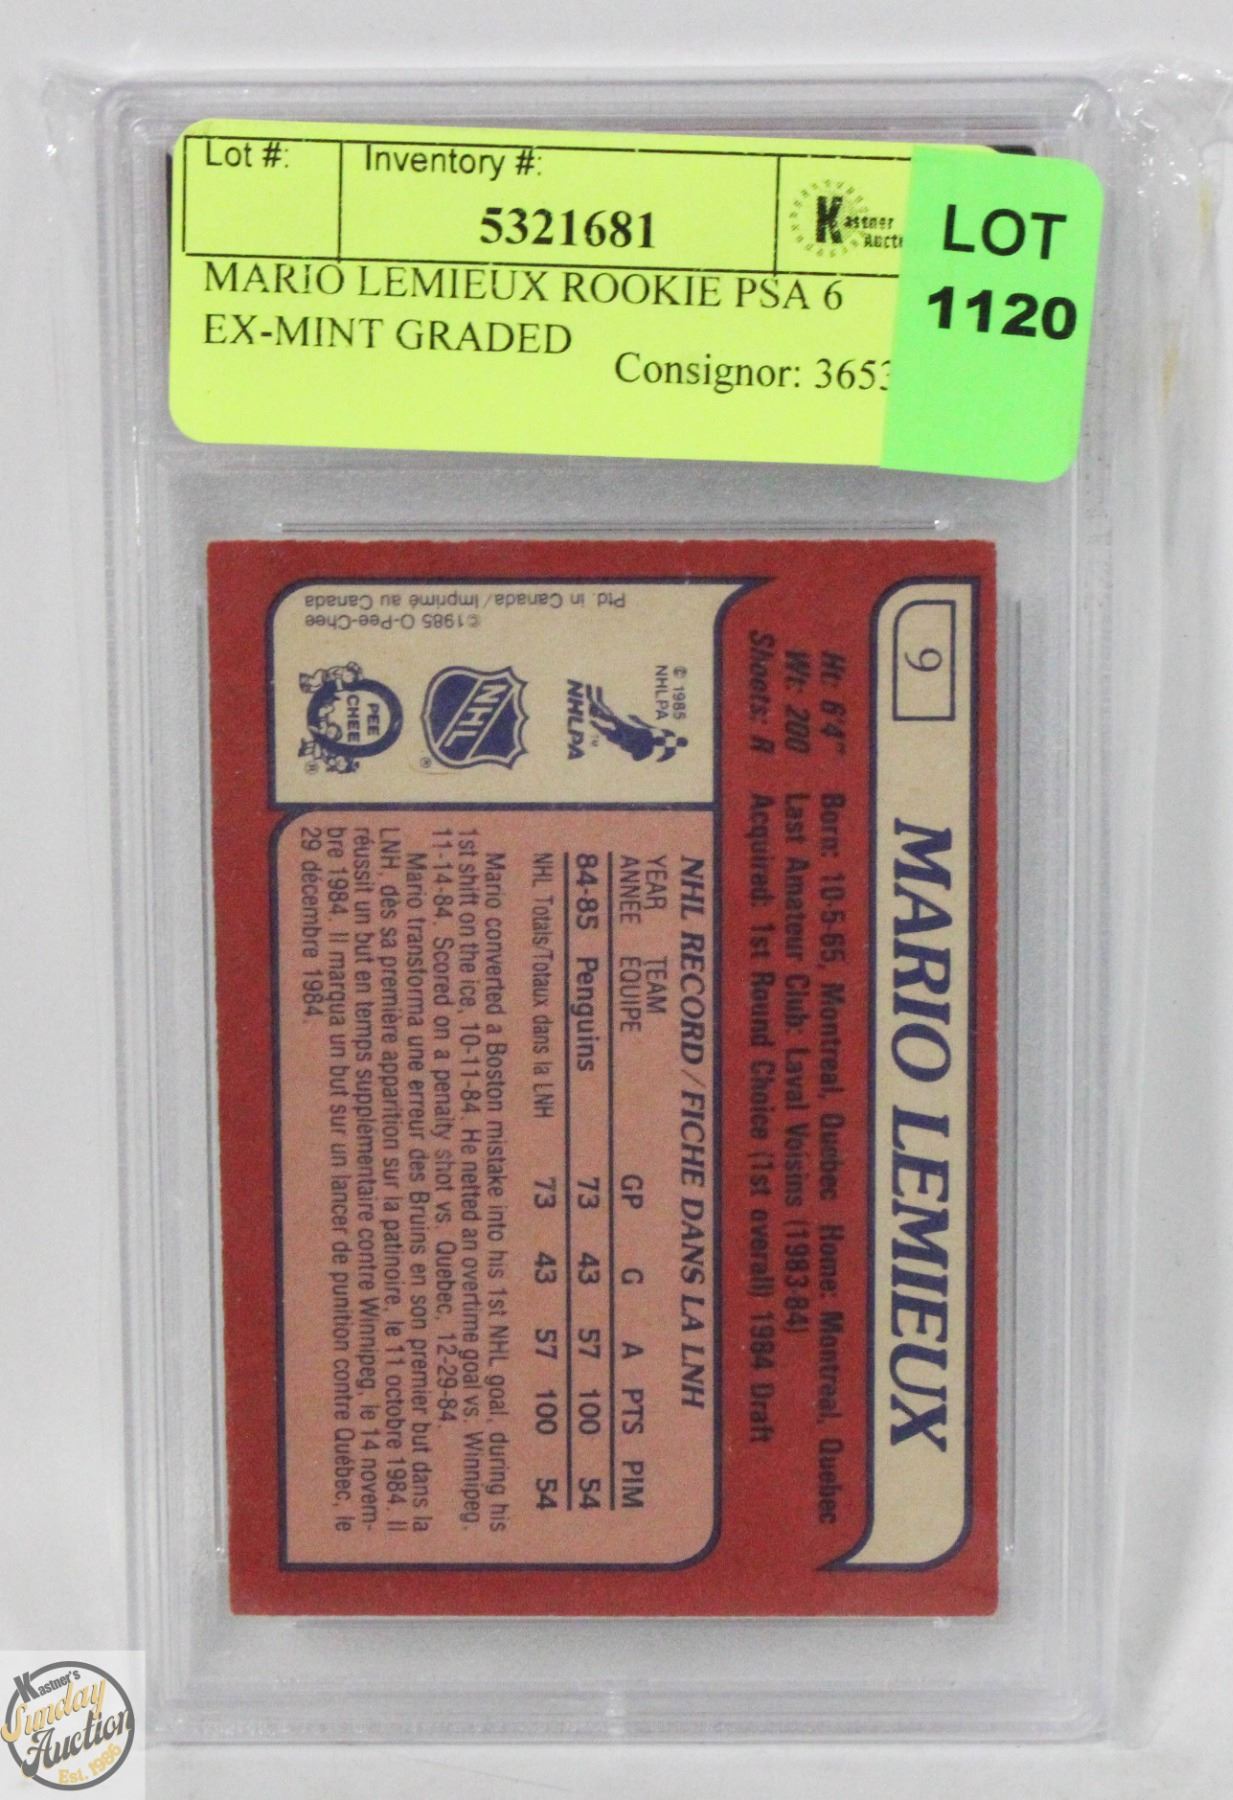 Lot #:
Inventory #:
5321681
Kastner
MARIO LEMIEUX ROOKIE PSA 6
EX-MINT GRADED
Consignor: 365
LOT
1120
9
MARIO LEMIEUX
Ht: 6'4" Born: 10-5-65, Montreal, Quebec Home: Montreal, Quebec
Wt: 200 Last Amateur Club: Laval Voisins (1983-84)
Shoots: R Acquired: 1st Round Choice (1st overall) 1984 Draft
© 1985
NHLPA
NHLPA™
NHL®
O
PEE
CHEE
®
©1985 O-Pee-Chee
Ptd. in Canada/Imprimé au Canada
NHL RECORD/FICHE DANS LA LNH
YEAR TEAM
ANNÉE ÉQUIPE GP G A PTS PIM
84-85 Penguins 73 43 57 100 54
NHL Totals/Totaux dans la LNH 73 43 57 100 54
Mario converted a Boston mistake into his 1st NHL goal, during his
1st shift on the ice, 10-11-84. He netted an overtime goal vs. Winnipeg,
11-14-84. Scored on a penalty shot vs. Quebec, 12-29-84.
Mario transforma une erreur des Bruins en son premier but dans la
LNH, dès sa première apparition sur la patinoire, le 11 octobre 1984. Il
réussit un but en temps supplémentaire contre Winnipeg, le 14 novem-
bre 1984. Il marqua un but sur un lancer de punition contre Québec, le
29 décembre 1984.
Kastner's
Sunday
Auction
Est. 1986